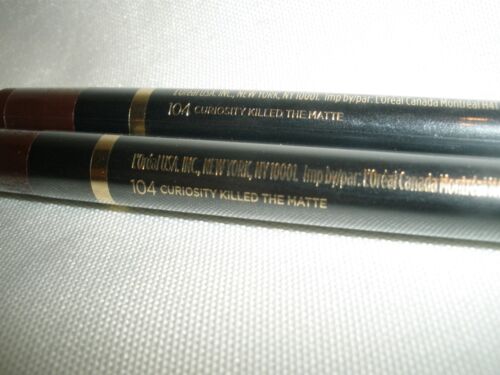 L'Oréal USA, INC., NEW YORK, NY 10001. Imp by/par: L'Oréal Canada Montréal H
104 CURIOSITY KILLED THE MATTE
L'Oréal USA, INC., NEW YORK, NY 10001. Imp by/par: L'Oréal Canada Montréal
104 CURIOSITY KILLED THE MATTE